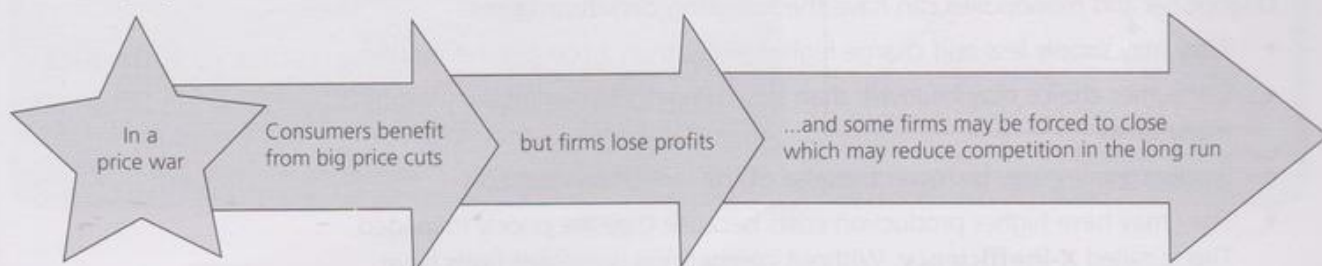 In a
price war
Consumers benefit
from big price cuts
but firms lose profits
...and some firms may be forced to close
which may reduce competition in the long run